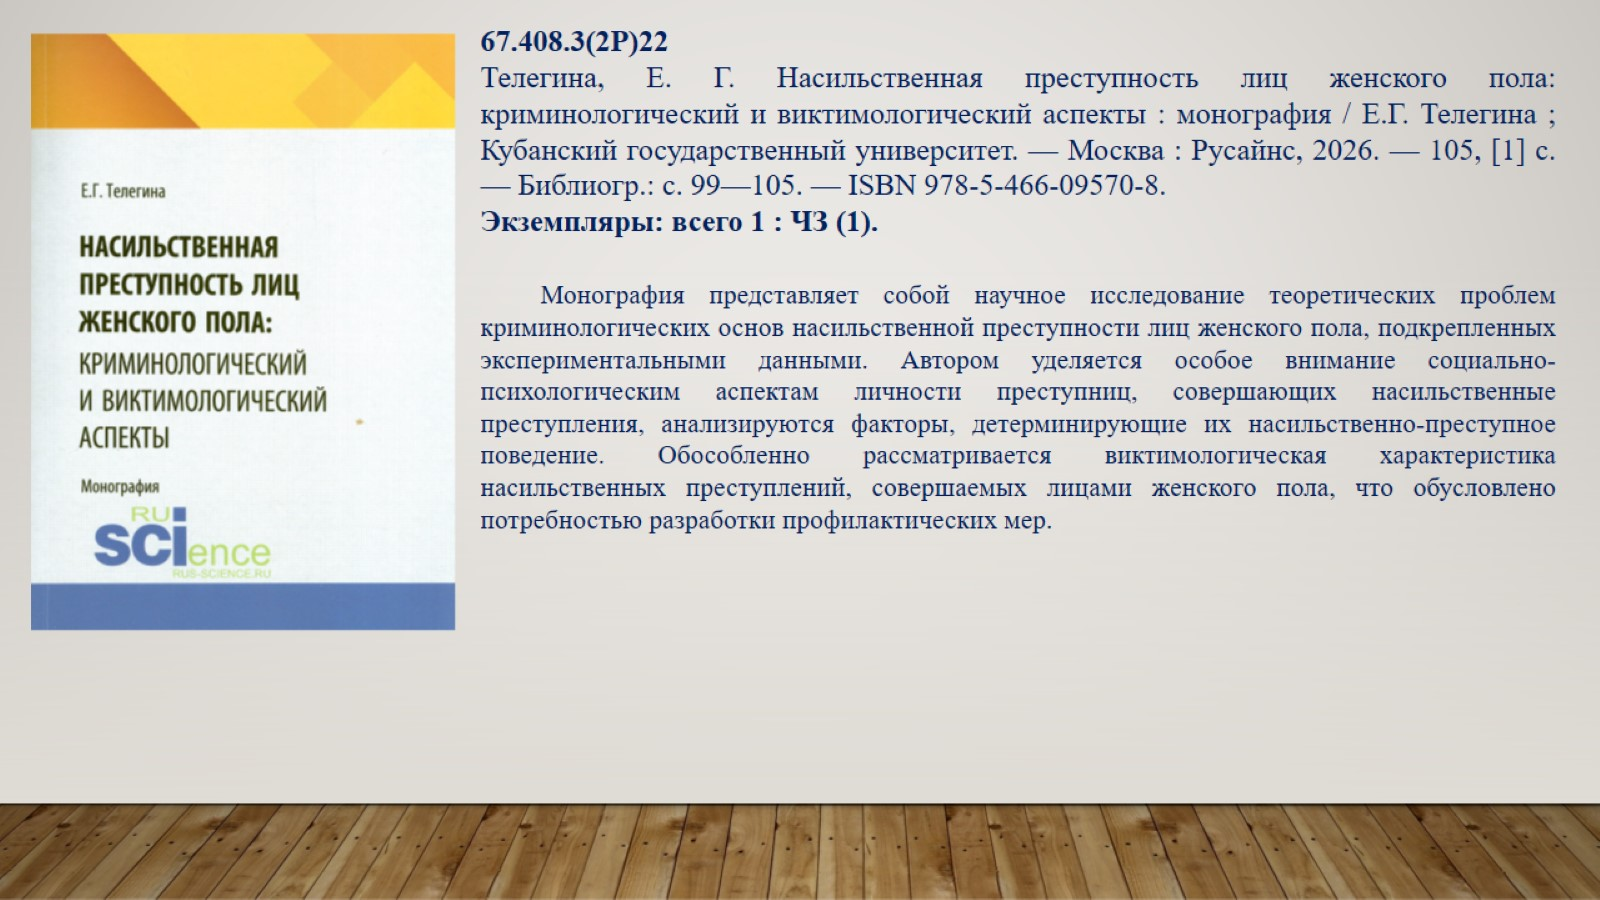 Е.Г. Телегина
НАСИЛЬСТВЕННАЯ
ПРЕСТУПНОСТЬ ЛИЦ
ЖЕНСКОГО ПОЛА:
КРИМИНОЛОГИЧЕСКИЙ
И ВИКТИМОЛОГИЧЕСКИЙ
АСПЕКТЫ
Монография
RU
science
RUS-SCIENCE.RU
67.408.3(2Р)22
Телегина, Е. Г. Насильственная преступность лиц женского пола:
криминологический и виктимологический аспекты : монография / Е.Г. Телегина ;
Кубанский государственный университет. — Москва : Русайнс, 2026. — 105, [1] с.
— Библиогр.: с. 99—105. — ISBN 978-5-466-09570-8.
Экземпляры: всего 1 : ЧЗ (1).
Монография представляет собой научное исследование теоретических проблем
криминологических основ насильственной преступности лиц женского пола, подкрепленных
экспериментальными данными. Автором уделяется особое внимание социально-
психологическим аспектам личности преступниц, совершающих насильственные
преступления, анализируются факторы, детерминирующие их насильственно-преступное
поведение. Обособленно рассматривается виктимологическая характеристика
насильственных преступлений, совершаемых лицами женского пола, что обусловлено
потребностью разработки профилактических мер.